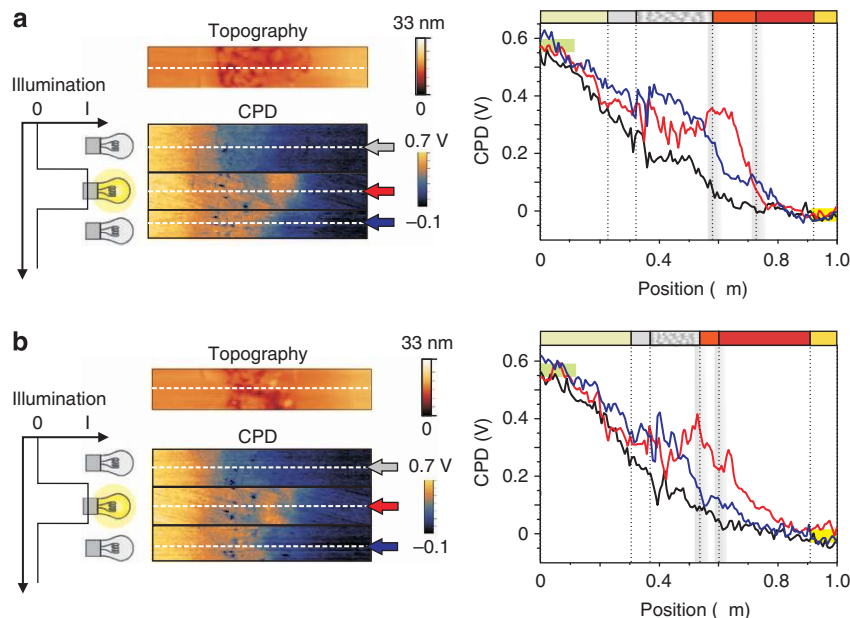 a
Topography
33 nm
0
Illumination
0 I
CPD
0.7 V
–0.1
0.6
0.4
0.2
0
CPD (V)
0 0.4 0.8 1.0
Position ( m)
b
Topography
33 nm
0
Illumination
0 I
CPD
0.7 V
–0.1
0.6
0.4
0.2
0
CPD (V)
0 0.4 0.8 1.0
Position ( m)